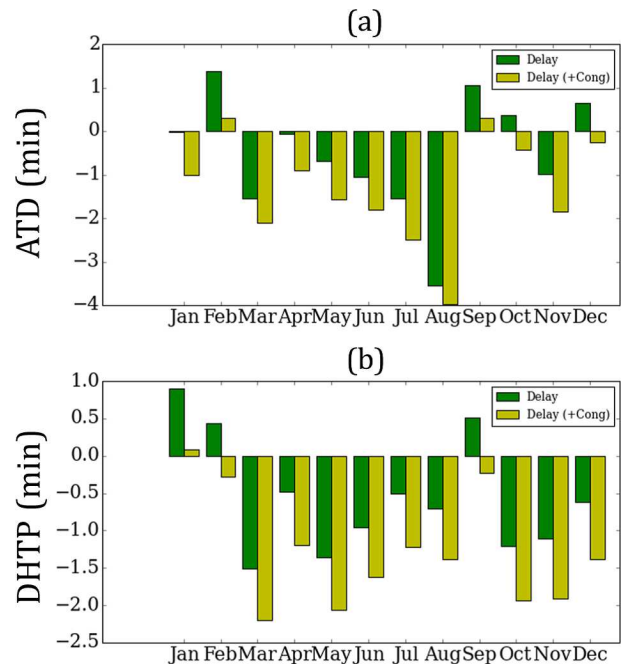 (a)
ATD (min)
2
1
0
−1
−2
−3
−4
Delay
Delay (+Cong)
Jan Feb Mar Apr May Jun Jul Aug Sep Oct Nov Dec
(b)
DHTP (min)
1.0
0.5
0.0
−0.5
−1.0
−1.5
−2.0
−2.5
Delay
Delay (+Cong)
Jan Feb Mar Apr May Jun Jul Aug Sep Oct Nov Dec